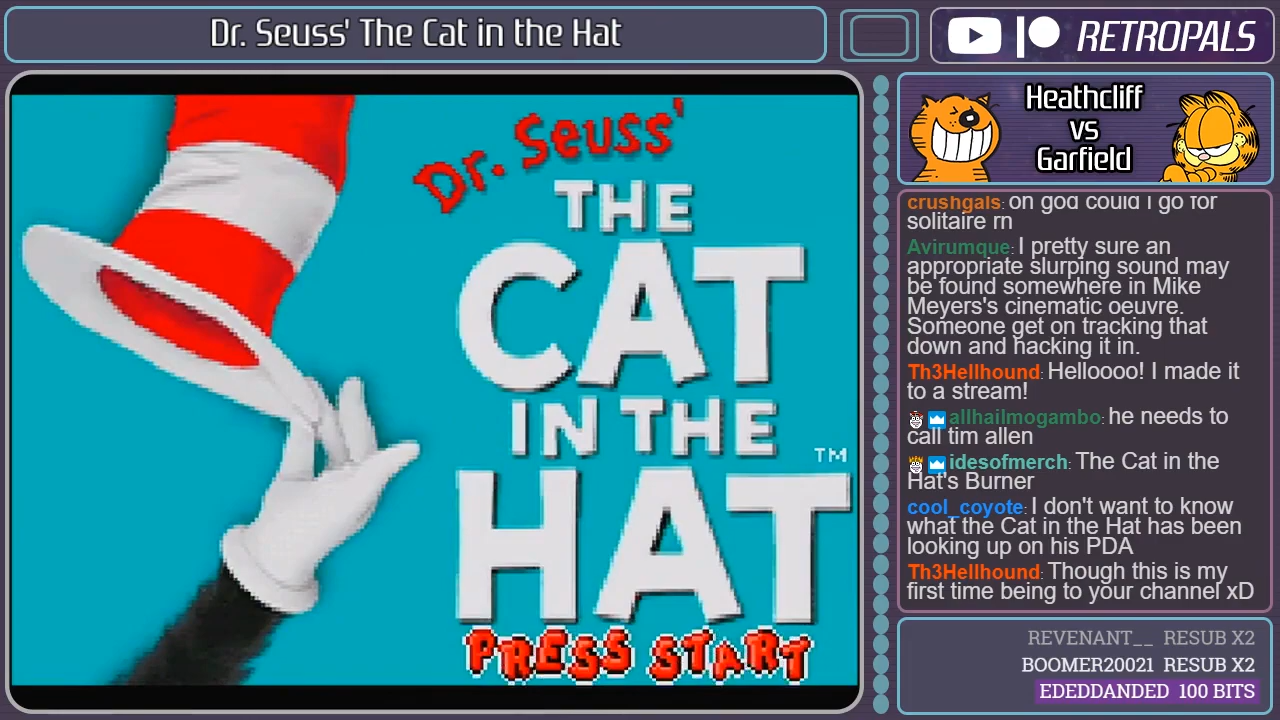 Dr. Seuss' The Cat in the Hat
RETROPALS
Dr. Seuss'
THE
CAT
IN THE
HAT
TM
PRESS START
Heathcliff
vs
Garfield
crushgals: oh god could i go for
solitaire rn
Avirumque: I pretty sure an
appropriate slurping sound may
be found somewhere in Mike
Meyers's cinematic oeuvre.
Someone get on tracking that
down and hacking it in.
Th3Hellhound: Helloooo! I made it
to a stream!
allhailmogambo: he needs to
call tim allen
idesofmerch: The Cat in the
Hat's Burner
cool_coyote: I don't want to know
what the Cat in the Hat has been
looking up on his PDA
Th3Hellhound: Though this is my
first time being to your channel xD
REVENANT__ RESUB X2
BOOMER20021 RESUB X2
EDEDDANDED 100 BITS